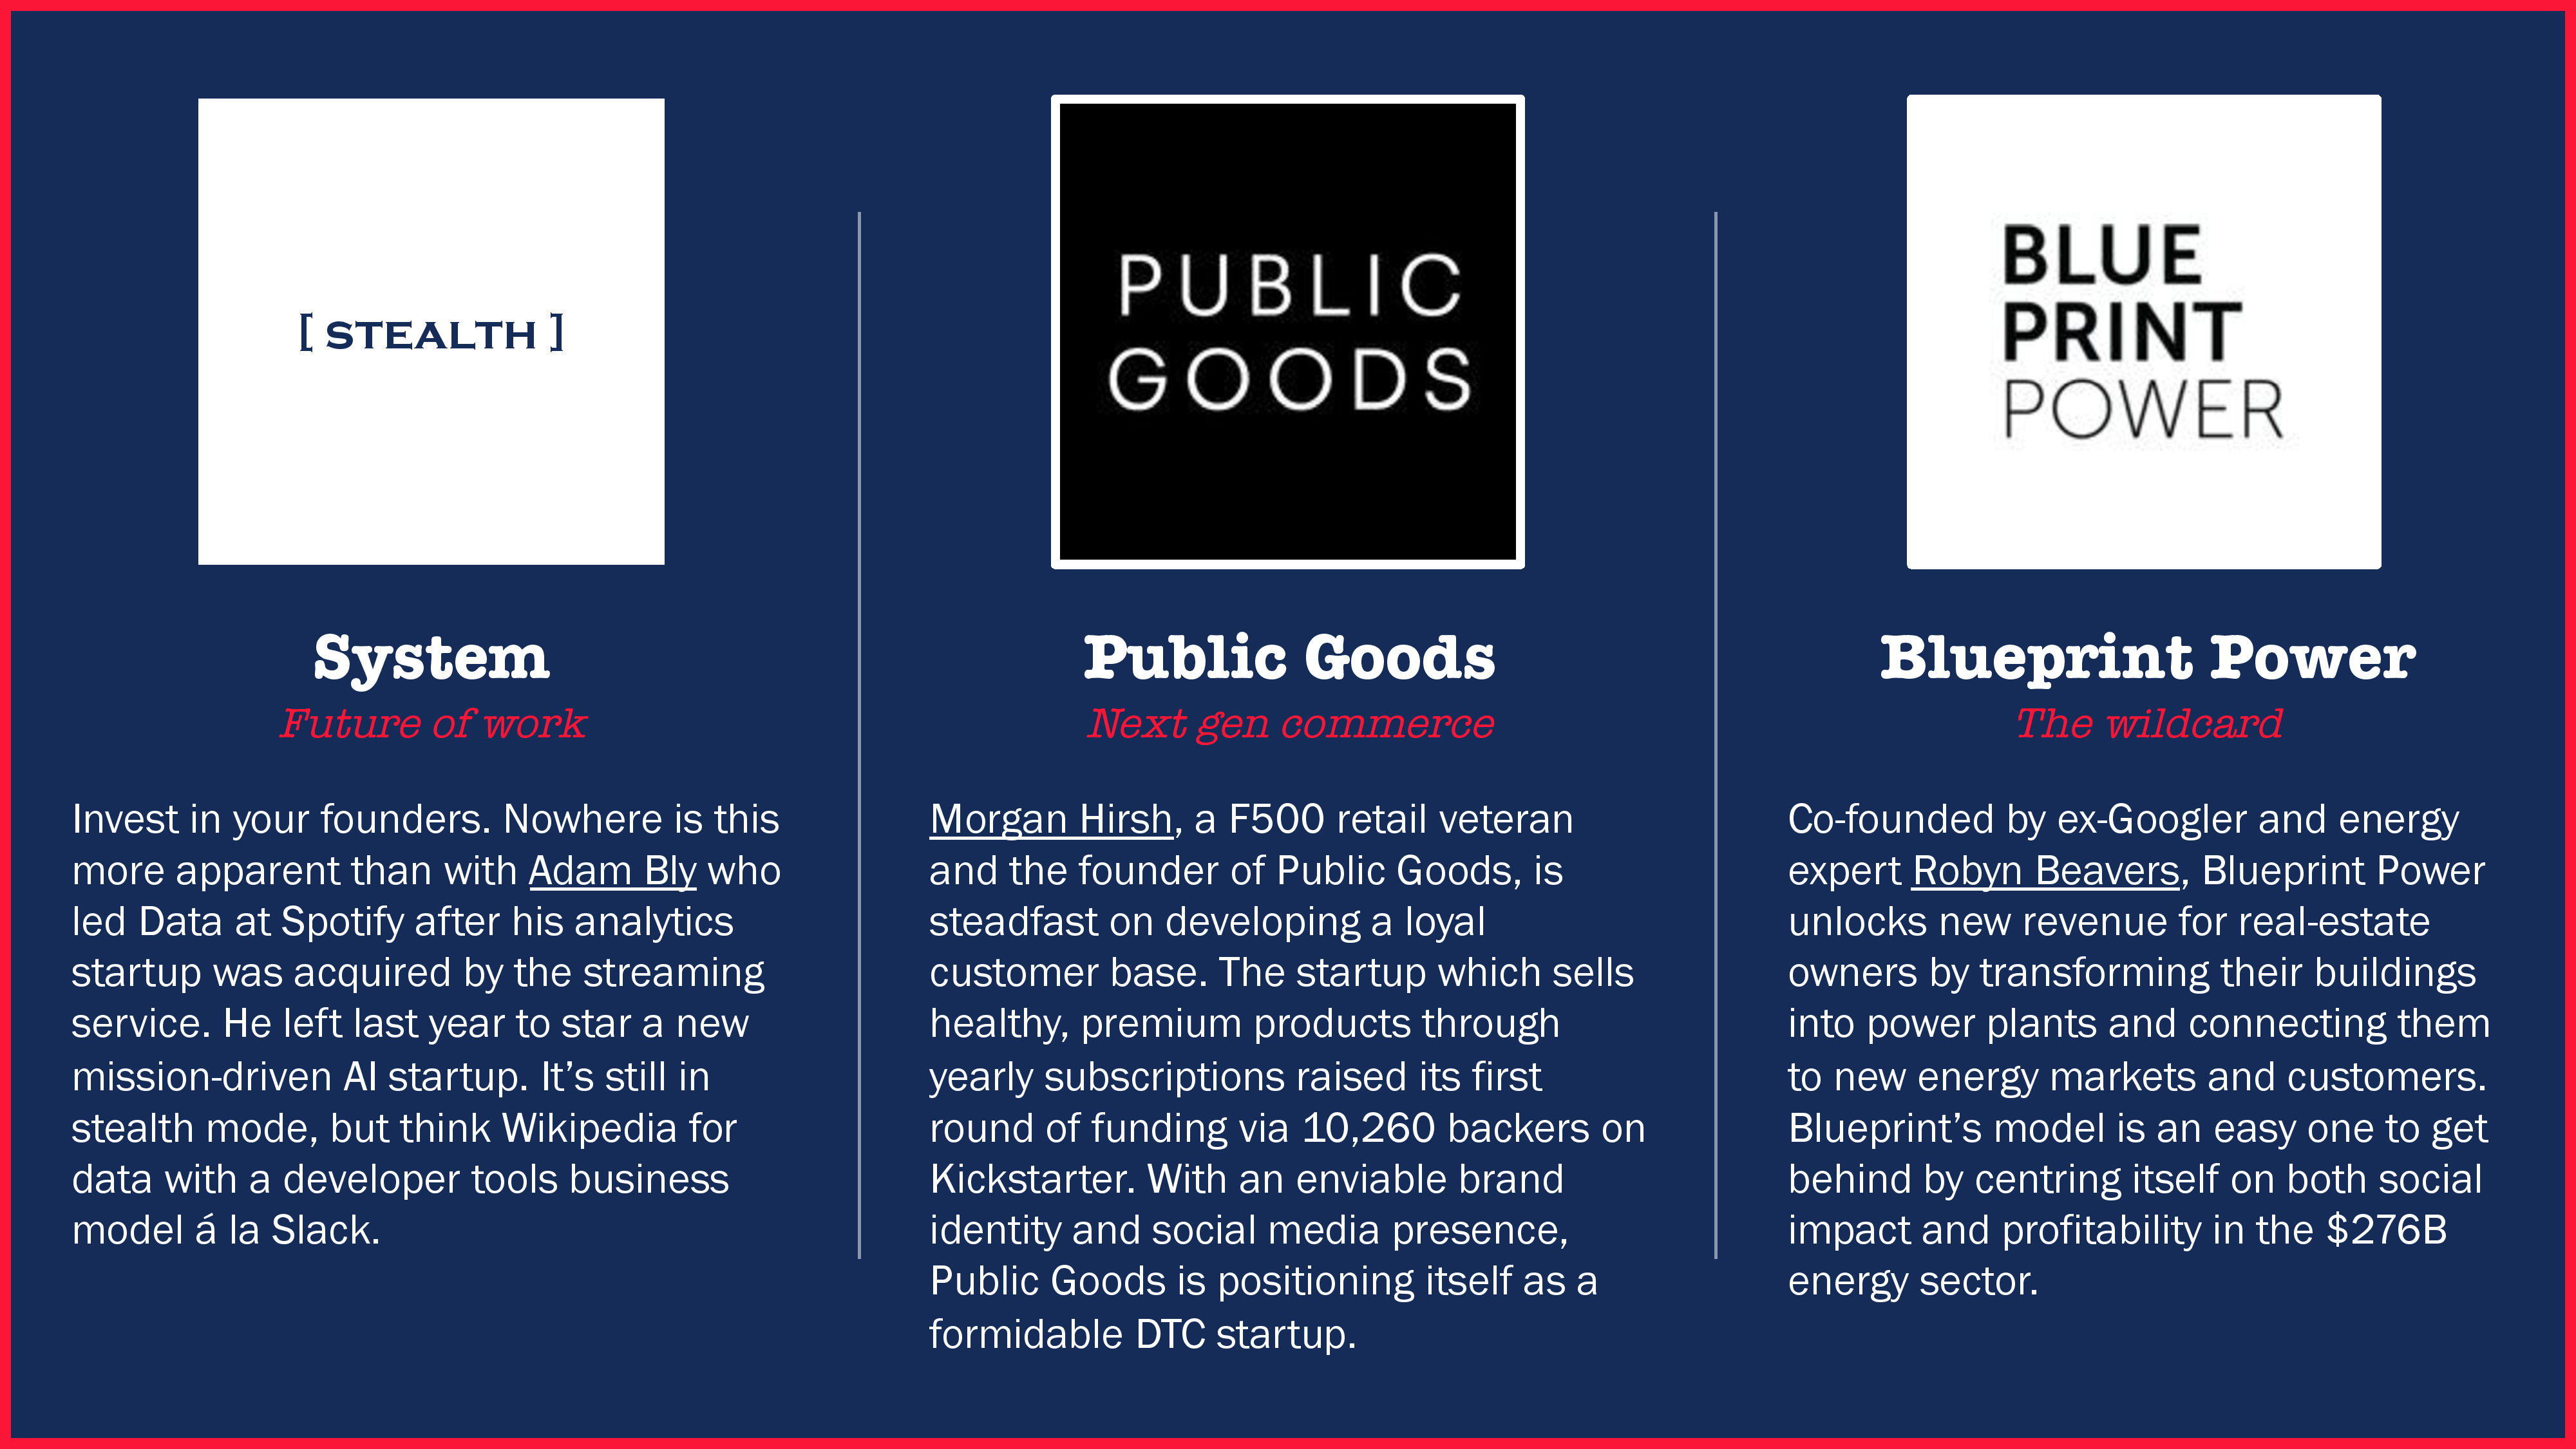 [ STEALTH ]
System
Future of work
Invest in your founders. Nowhere is this
more apparent than with Adam Bly who
led Data at Spotify after his analytics
startup was acquired by the streaming
service. He left last year to star a new
mission-driven AI startup. It’s still in
stealth mode, but think Wikipedia for
data with a developer tools business
model á la Slack.
PUBLIC
GOODS
Public Goods
Next gen commerce
Morgan Hirsh, a F500 retail veteran
and the founder of Public Goods, is
steadfast on developing a loyal
customer base. The startup which sells
healthy, premium products through
yearly subscriptions raised its first
round of funding via 10,260 backers on
Kickstarter. With an enviable brand
identity and social media presence,
Public Goods is positioning itself as a
formidable DTC startup.
BLUE
PRINT
POWER
Blueprint Power
The wildcard
Co-founded by ex-Googler and energy
expert Robyn Beavers, Blueprint Power
unlocks new revenue for real-estate
owners by transforming their buildings
into power plants and connecting them
to new energy markets and customers.
Blueprint’s model is an easy one to get
behind by centring itself on both social
impact and profitability in the $276B
energy sector.